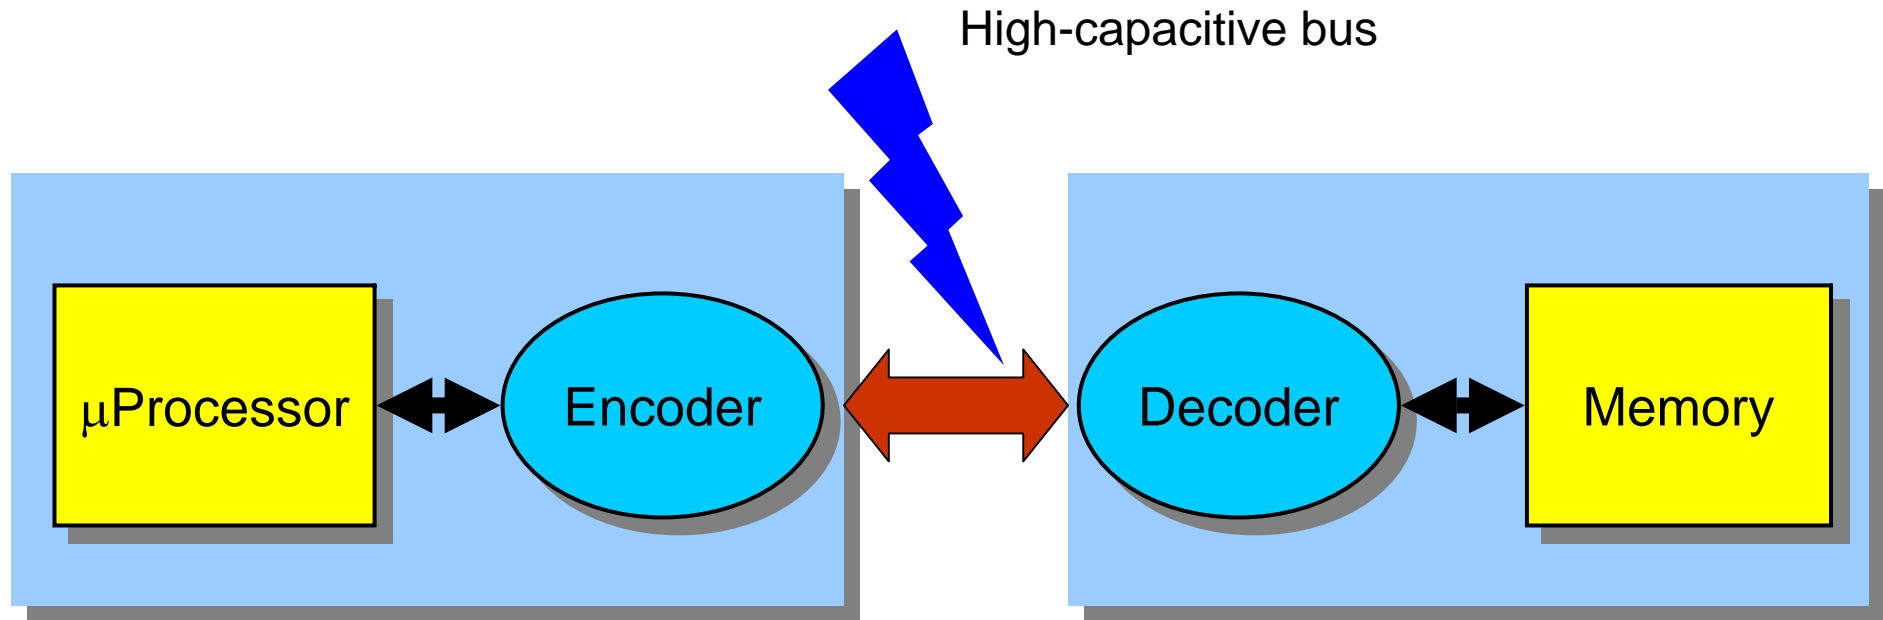 High-capacitive bus
μProcessor
Encoder
Decoder
Memory